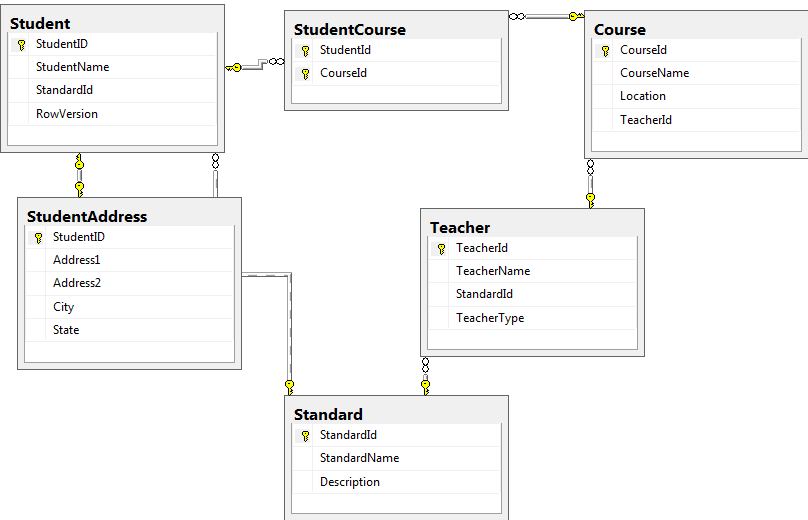 Student
StudentID
StudentName
StandardId
RowVersion
StudentCourse
StudentId
CourseId
Course
CourseId
CourseName
Location
TeacherId
StudentAddress
StudentID
Address1
Address2
City
State
Teacher
TeacherId
TeacherName
StandardId
TeacherType
Standard
StandardId
StandardName
Description